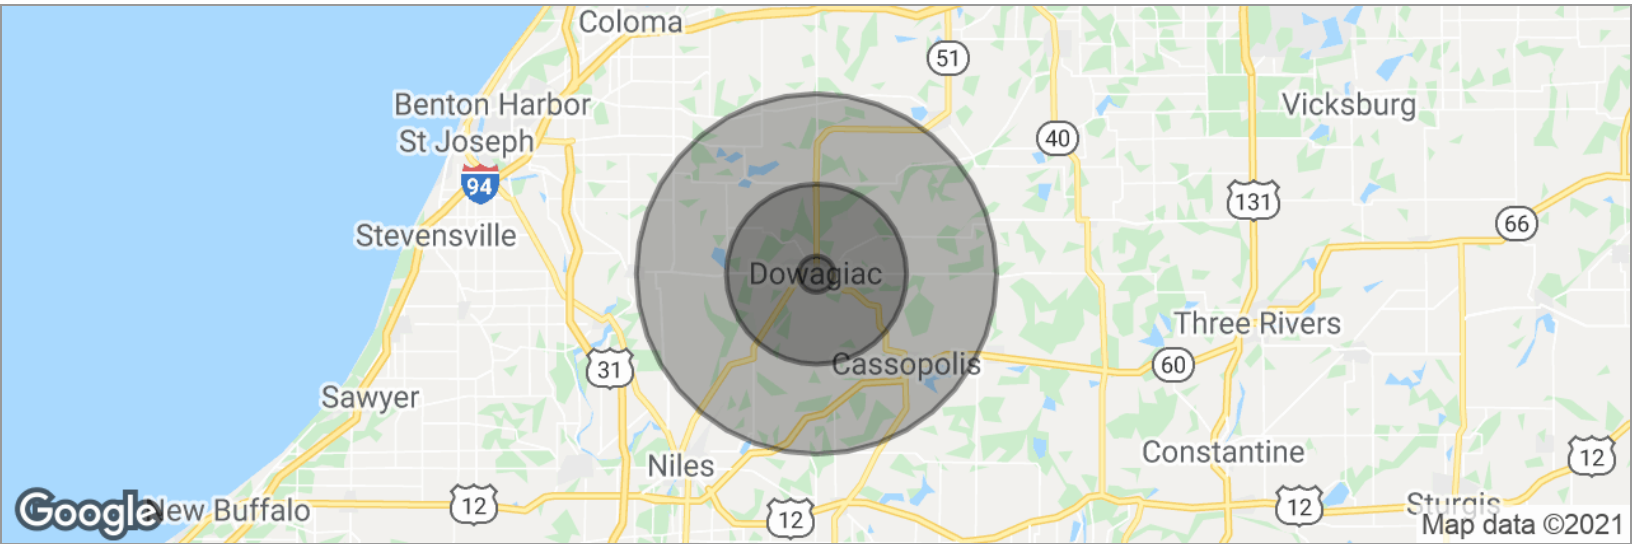 Coloma
51
Benton Harbor
Vicksburg
St Joseph
40
94
131
66
Stevensville
Dowagiac
Three Rivers
31
Cassopolis
60
Sawyer
Constantine
12
Niles
12
12
12
Sturgis
Google
New Buffalo
Map data ©2021